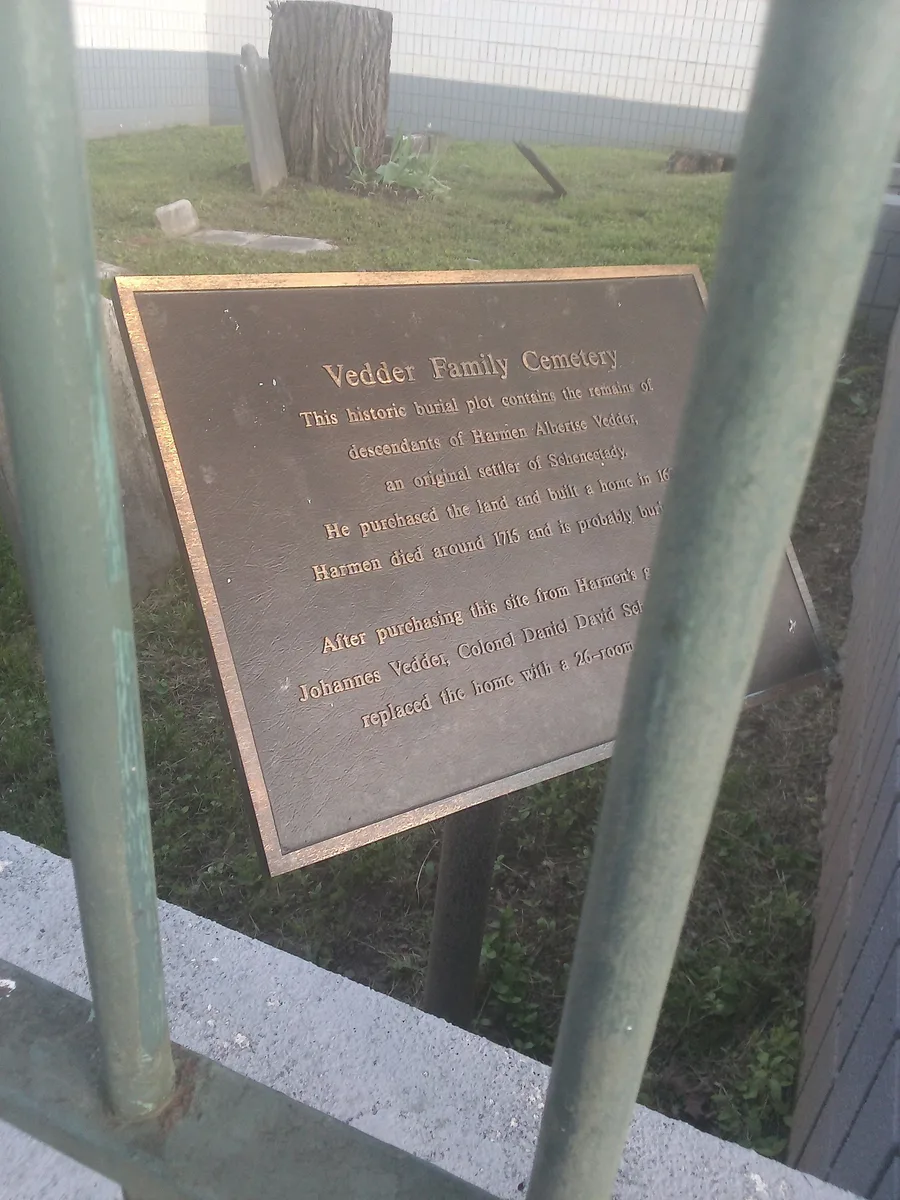 Vedder Family Cemetery
This historic burial plot contains the remains of
descendants of Harmen Albertse Vedder,
an original settler of Schenectady.
He purchased the land and built a home in
Harmen died around 1715 and is probably
After purchasing this site from Harmen's
Johannes Vedder, Colonel Daniel David
replaced the home with a 26-room